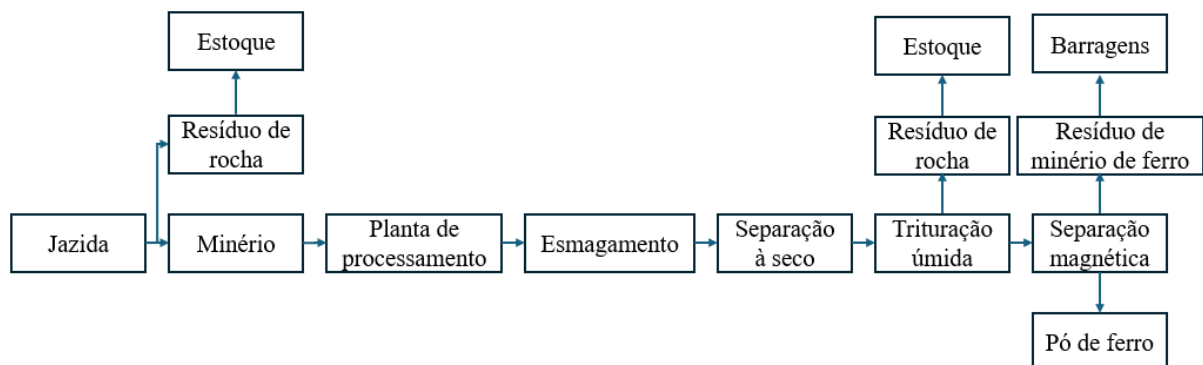 Estoque
Estoque
Barragens
Resíduo de
rocha
Resíduo de
rocha
Resíduo de
minério de ferro
Jazida
Minério
Planta de
processamento
Esmagamento
Separação
à seco
Trituração
úmida
Separação
magnética
Pó de ferro